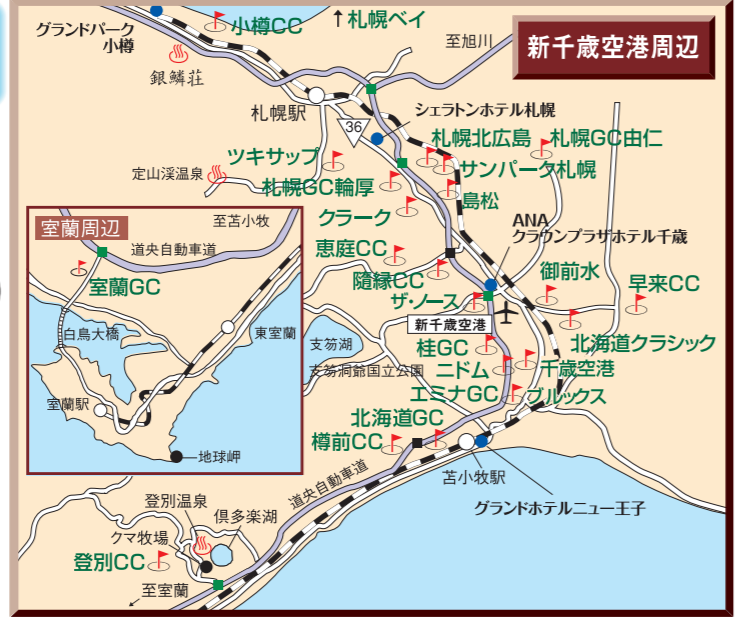 新千歳空港周辺
グランドパーク
小樽
小樽CC
↑札幌ベイ
至旭川
銀鱗荘
札幌駅
36
シェラトンホテル札幌
ツキサップ
札幌北広島
札幌GC由仁
定山渓温泉
サンパーク札幌
札幌GC輪厚
島松
クラーク
ANA
クラウンプラザホテル千歳
恵庭CC
随縁CC
御前水
早来CC
ザ・ノース
新千歳空港
北海道クラシック
支笏湖
桂GC
支笏洞爺国立公園
ニドム
千歳空港
エミナGC
ブルックス
北海道GC
樽前CC
苫小牧駅
道央自動車道
グランドホテルニュー王子
登別温泉
倶多楽湖
クマ牧場
登別CC
至室蘭
室蘭周辺
至苫小牧
道央自動車道
室蘭GC
白鳥大橋
東室蘭
室蘭駅
地球岬